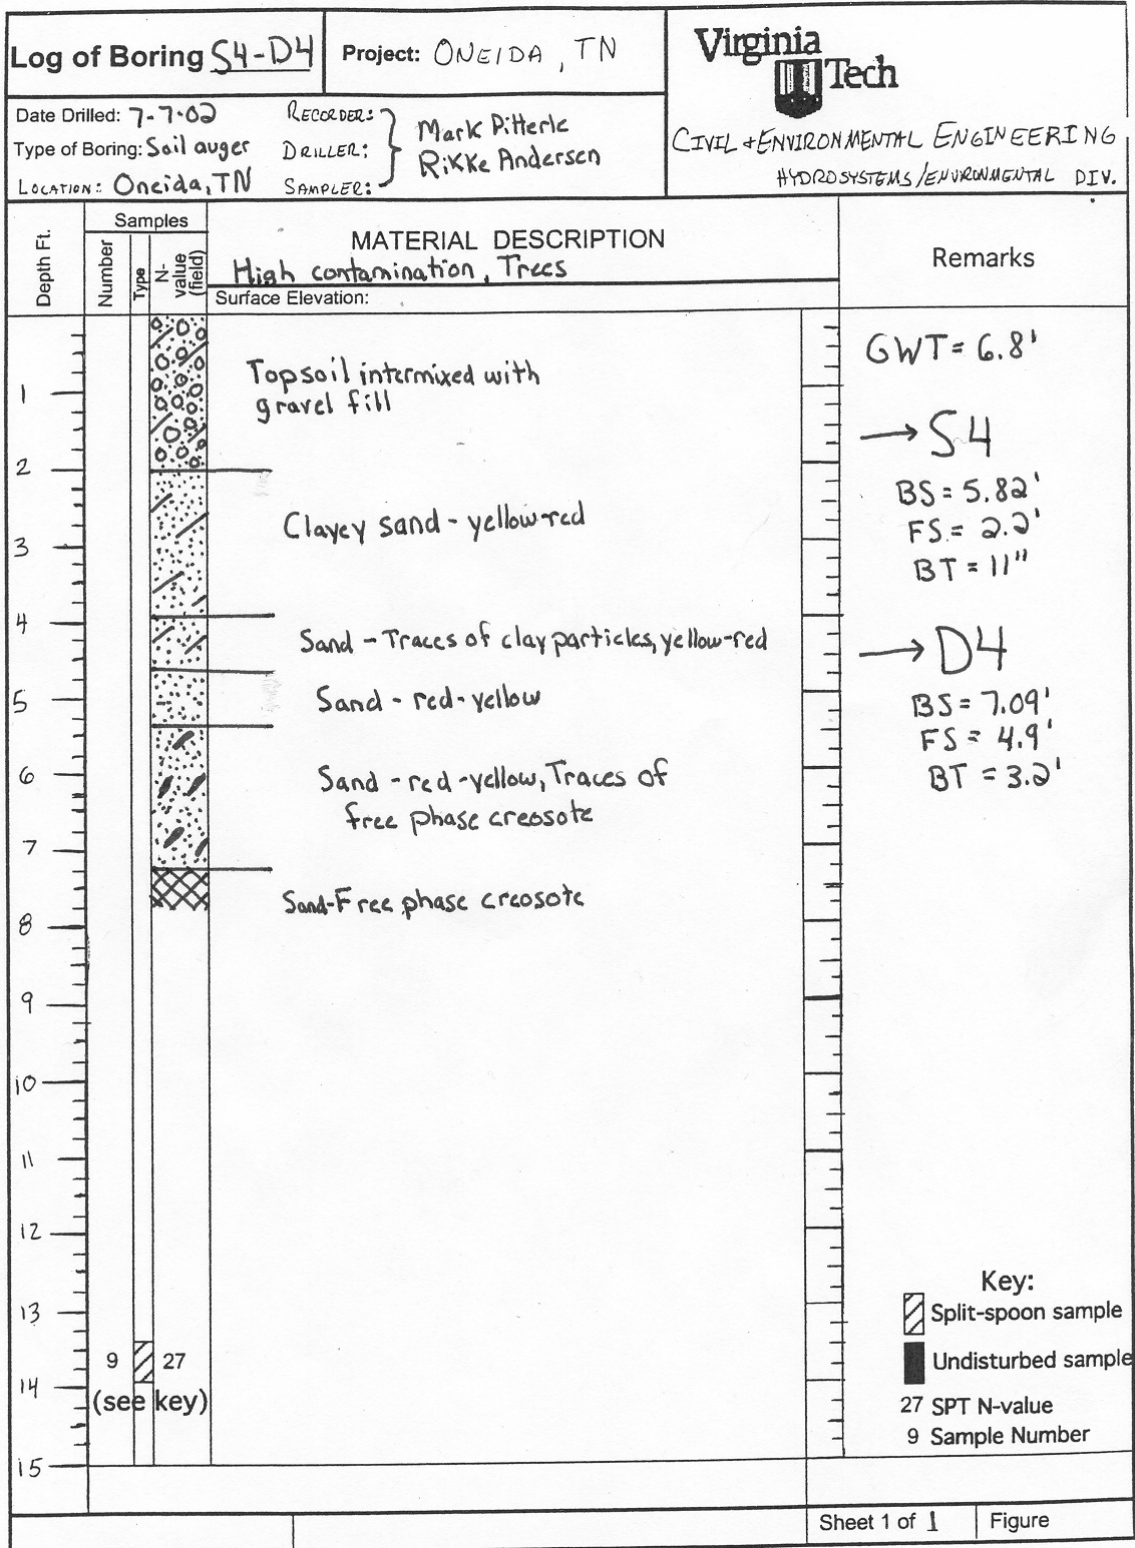 Log of Boring S4-D4
Project: ONEIDA, TN
Virginia
Tech
CIVIL + ENVIRONMENTAL ENGINEERING
HYDROSYSTEMS/ENVIRONMENTAL DIV.
Date Drilled: 7-7-02
Type of Boring: Soil auger
LOCATION: Oneida, TN
RECORDER:
DRILLER:
SAMPLER:
Mark Pitterle
Rikke Andersen
Depth Ft.
Samples
Number
Type
N-value (field)
MATERIAL DESCRIPTION
High contamination, Trees
Surface Elevation:
Remarks
1
2
3
4
5
6
7
8
9
10
11
12
13
14
15
Topsoil intermixed with
gravel fill
Clayey sand - yellow-red
Sand - Traces of clay particles, yellow-red
Sand - red-yellow
Sand - red-yellow, Traces of
free phase creosote
Sand-Free phase creosote
GWT = 6.8'
→ S4
BS = 5.82'
FS = 2.2'
BT = 11"
→ D4
BS = 7.09'
FS = 4.9'
BT = 3.2'
9 27
(see key)
Key:
Split-spoon sample
Undisturbed sample
27 SPT N-value
9 Sample Number
Sheet 1 of 1
Figure